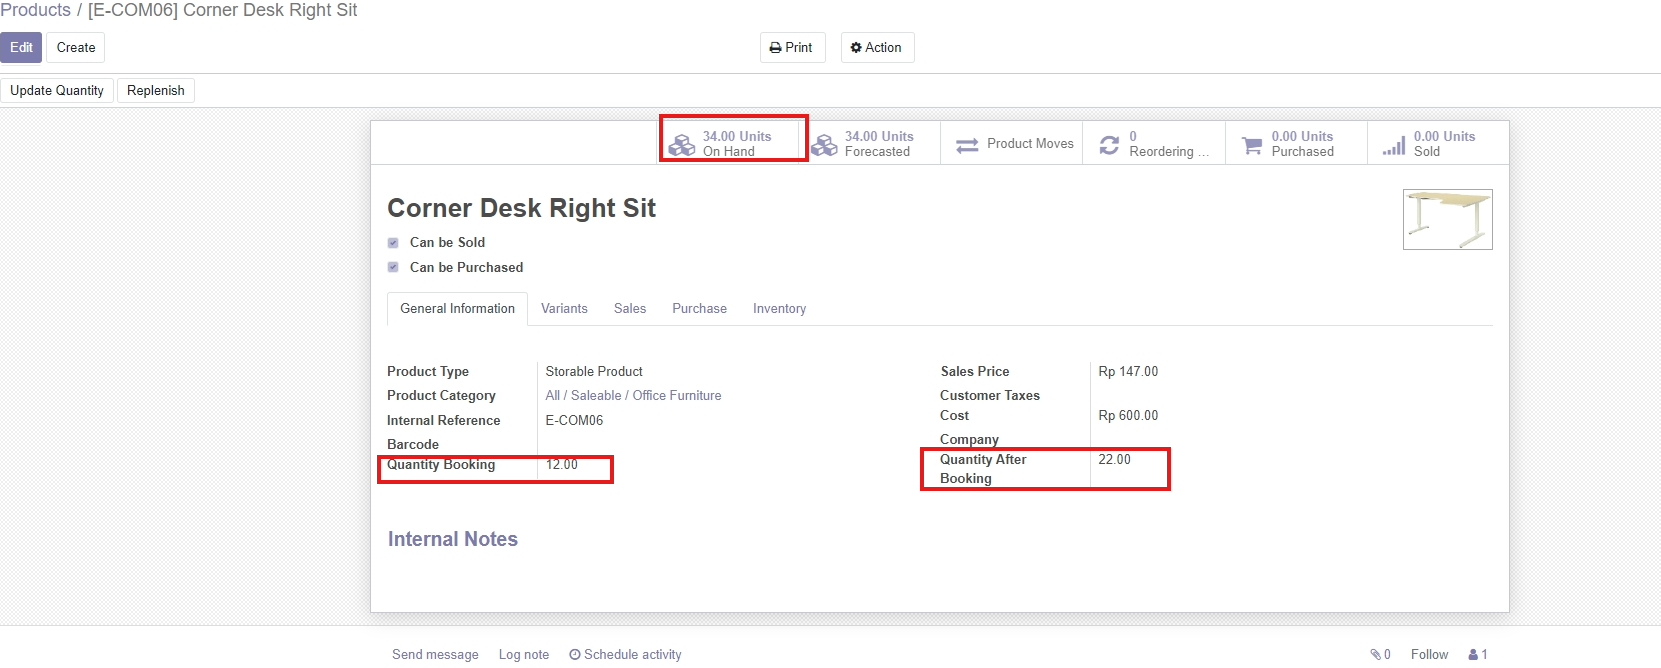 Products / [E-COM06] Corner Desk Right Sit
Edit Create Print Action
Update Quantity Replenish
34.00 Units
On Hand
34.00 Units
Forecasted
Product Moves
0
Reordering ...
0.00 Units
Purchased
0.00 Units
Sold
Corner Desk Right Sit
Can be Sold
Can be Purchased
General Information Variants Sales Purchase Inventory
Product Type Storable Product
Product Category All / Saleable / Office Furniture
Internal Reference E-COM06
Barcode
Quantity Booking 12.00
Sales Price Rp 147.00
Customer Taxes
Cost Rp 600.00
Company
Quantity After 22.00
Booking
Internal Notes
Send message Log note Schedule activity 0 Follow 1